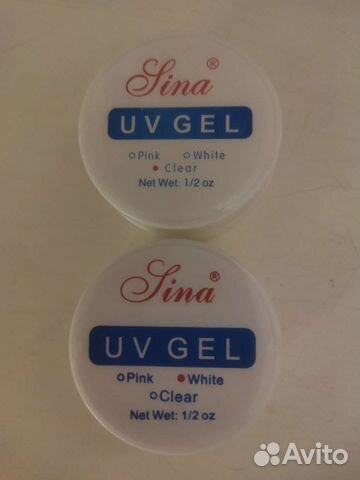 Sina®
UV GEL
Pink White
Clear
Net Wet: 1/2 oz
Sina®
UV GEL
Pink White
Clear
Net Wet: 1/2 oz
Avito